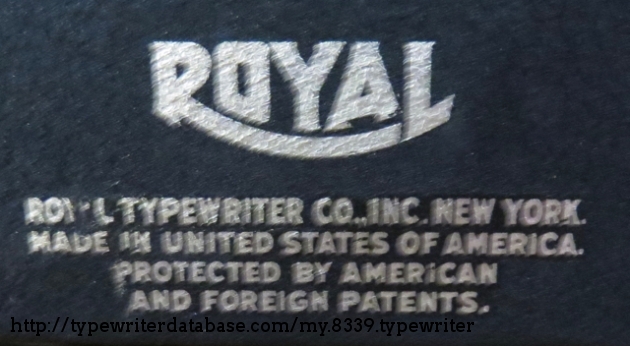 ROYAL
ROYAL TYPEWRITER CO., INC. NEW YORK.
MADE IN UNITED STATES OF AMERICA.
PROTECTED BY AMERICAN
AND FOREIGN PATENTS.
http://typewriterdatabase.com/my.8339.typewriter